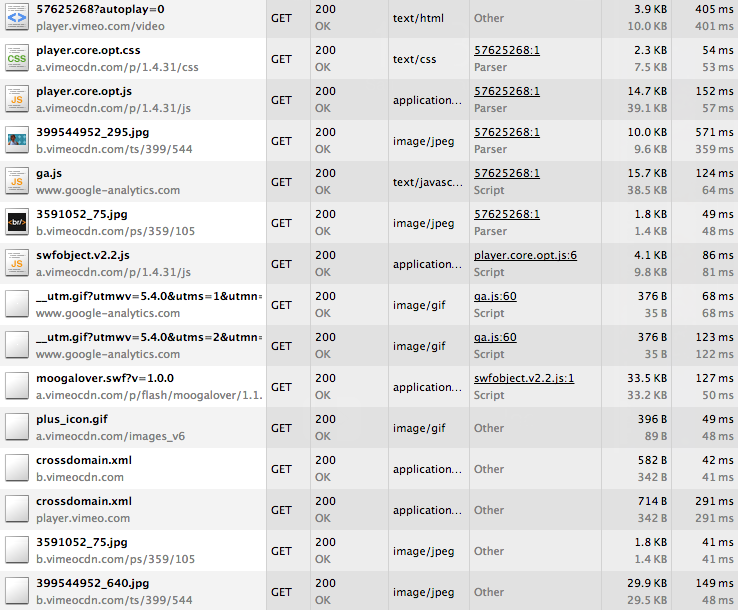 57625268?autoplay=0 GET 200 text/html Other 3.9 KB 405 ms
player.vimeo.com/video OK 10.0 KB 401 ms
player.core.opt.css GET 200 text/css 57625268:1 2.3 KB 54 ms
a.vimeocdn.com/p/1.4.31/css OK Parser 7.5 KB 53 ms
player.core.opt.js GET 200 application... 57625268:1 14.7 KB 152 ms
a.vimeocdn.com/p/1.4.31/js OK Parser 39.1 KB 57 ms
399544952_295.jpg GET 200 image/jpeg 57625268:1 10.0 KB 571 ms
b.vimeocdn.com/ts/399/544 OK Parser 9.6 KB 359 ms
ga.js GET 200 text/javasc... 57625268:1 15.7 KB 124 ms
www.google-analytics.com OK Script 38.5 KB 64 ms
3591052_75.jpg GET 200 image/jpeg 57625268:1 1.8 KB 49 ms
b.vimeocdn.com/ps/359/105 OK Parser 1.4 KB 48 ms
swfobject.v2.2.js GET 200 application... player.core.opt.js:6 4.1 KB 86 ms
a.vimeocdn.com/p/1.4.31/js OK Script 9.8 KB 81 ms
__utm.gif?utmwv=5.4.0&utms=1&utmn= GET 200 image/gif ga.js:60 376 B 68 ms
www.google-analytics.com OK Script 35 B 68 ms
__utm.gif?utmwv=5.4.0&utms=2&utmn= GET 200 image/gif ga.js:60 376 B 123 ms
www.google-analytics.com OK Script 35 B 122 ms
moogalover.swf?v=1.0.0 GET 200 application... swfobject.v2.2.js:1 33.5 KB 127 ms
a.vimeocdn.com/p/flash/moogalover/1.1. OK Script 33.2 KB 50 ms
plus_icon.gif GET 200 image/gif Other 396 B 49 ms
a.vimeocdn.com/images_v6 OK 89 B 48 ms
crossdomain.xml GET 200 application... Other 582 B 42 ms
b.vimeocdn.com OK 342 B 41 ms
crossdomain.xml GET 200 application... Other 714 B 291 ms
player.vimeo.com OK 342 B 291 ms
3591052_75.jpg GET 200 image/jpeg Other 1.8 KB 41 ms
b.vimeocdn.com/ps/359/105 OK 1.4 KB 41 ms
399544952_640.jpg GET 200 image/jpeg Other 29.9 KB 149 ms
b.vimeocdn.com/ts/399/544 OK 29.5 KB 48 ms